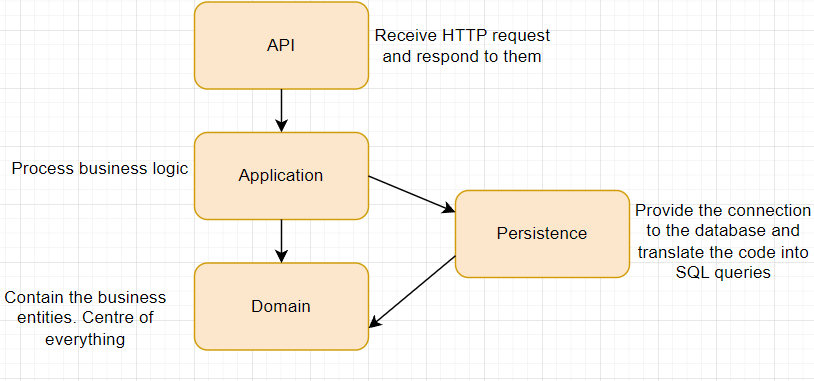 API
Receive HTTP request
and respond to them
Process business logic
Application
Persistence
Provide the connection
to the database and
translate the code into
SQL queries
Contain the business
entities. Centre of
everything
Domain